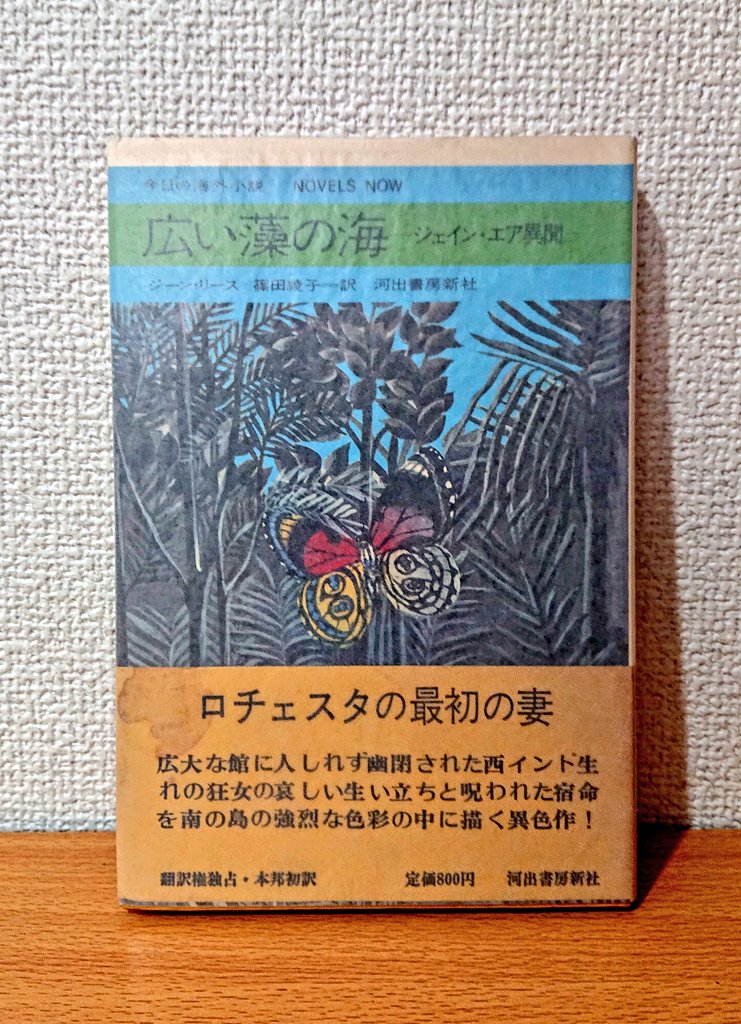 今日の海外小説 NOVELS NOW
広い藻の海 ―ジェイン・エア異聞―
ジーン・リース 篠田綾子―訳 河出書房新社
ロチェスタの最初の妻
広大な館に人しれず幽閉された西インド生
れの狂女の哀しい生い立ちと呪われた宿命
を南の島の強烈な色彩の中に描く異色作！
翻訳権独占・本邦初訳 定価800円 河出書房新社